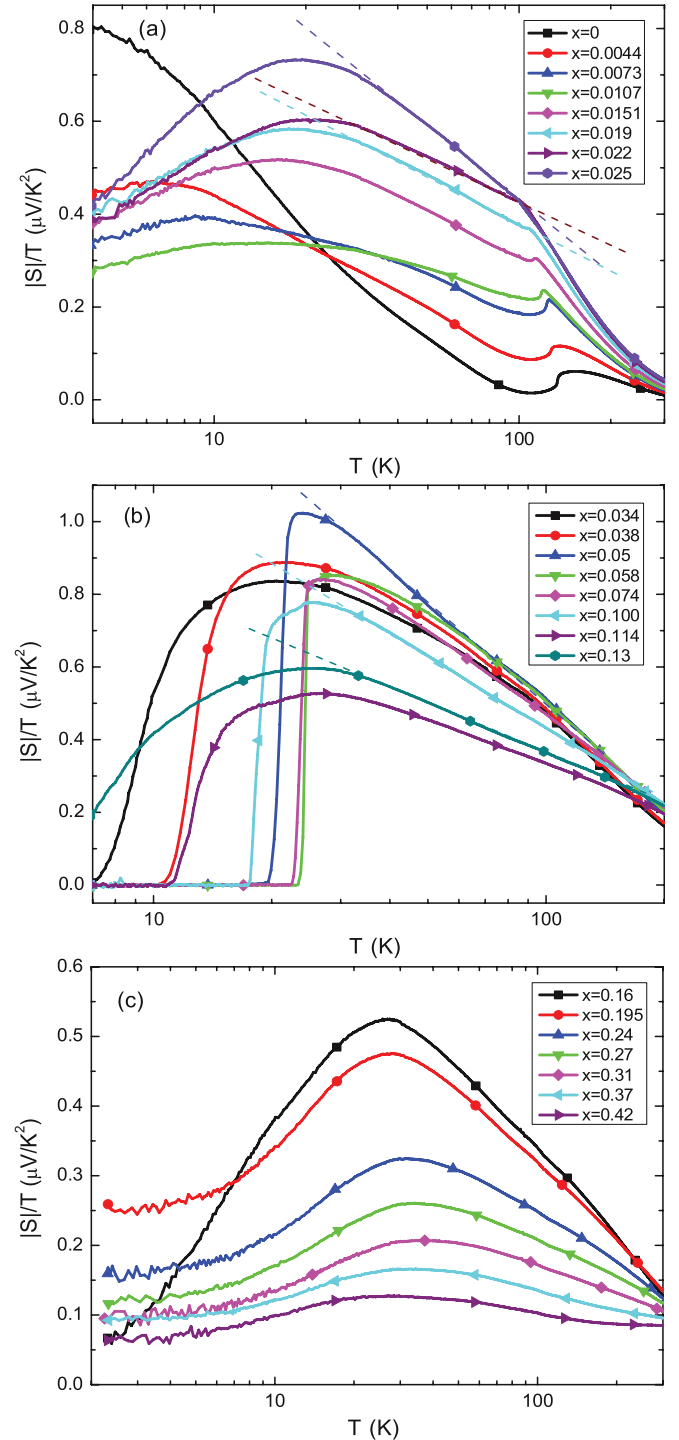 (a)
x=0
x=0.0044
x=0.0073
x=0.0107
x=0.0151
x=0.019
x=0.022
x=0.025
0.8
0.6
0.4
0.2
0.0
|S|/T (μV/K²)
10
100
T (K)
(b)
x=0.034
x=0.038
x=0.05
x=0.058
x=0.074
x=0.100
x=0.114
x=0.13
1.0
0.8
0.6
0.4
0.2
0.0
|S|/T (μV/K²)
10
100
T (K)
(c)
x=0.16
x=0.195
x=0.24
x=0.27
x=0.31
x=0.37
x=0.42
0.6
0.5
0.4
0.3
0.2
0.1
0.0
|S|/T (μV/K²)
10
100
T (K)